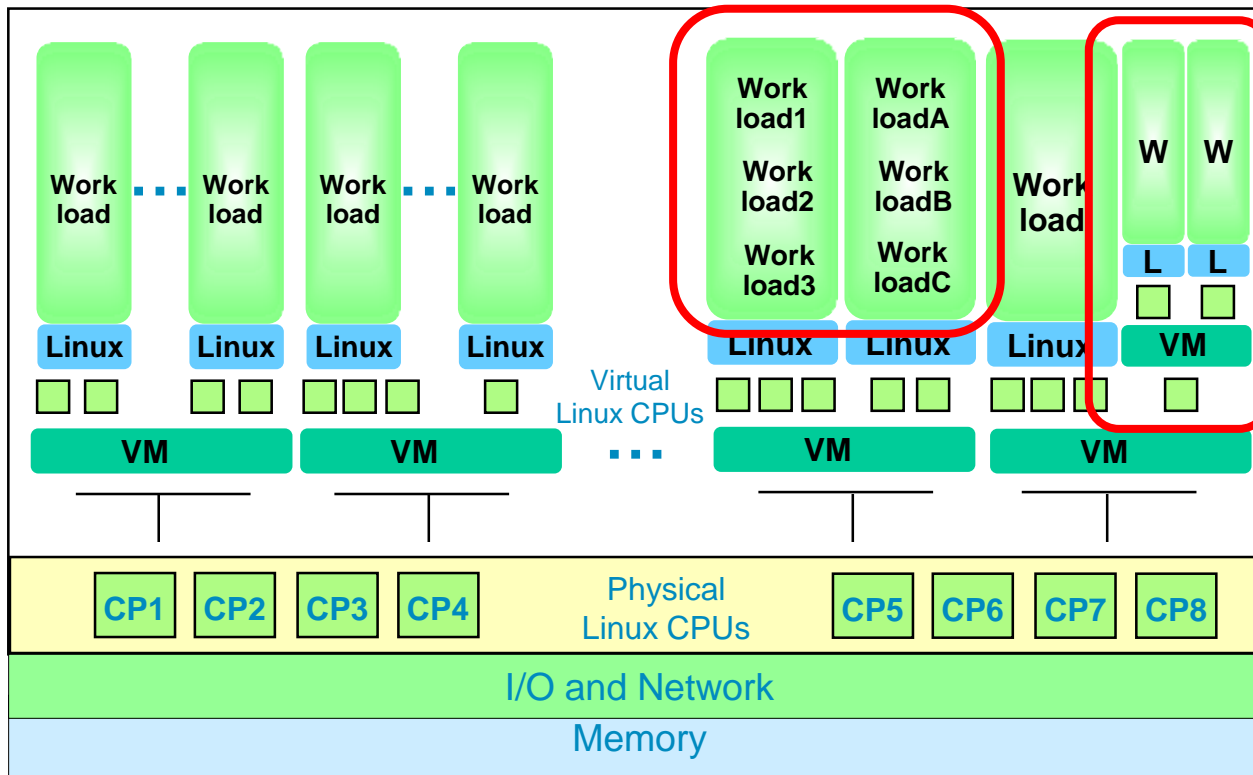 Work
load
Work
load
Work
load
Work
load
Work
load1
Work
load2
Work
load3
Work
loadA
Work
loadB
Work
loadC
Work
load
W
W
L
L
Linux
Linux
Linux
Linux
Linux
Linux
Linux
VM
Virtual
Linux CPUs
VM
VM
VM
VM
CP1
CP2
CP3
CP4
Physical
Linux CPUs
CP5
CP6
CP7
CP8
I/O and Network
Memory